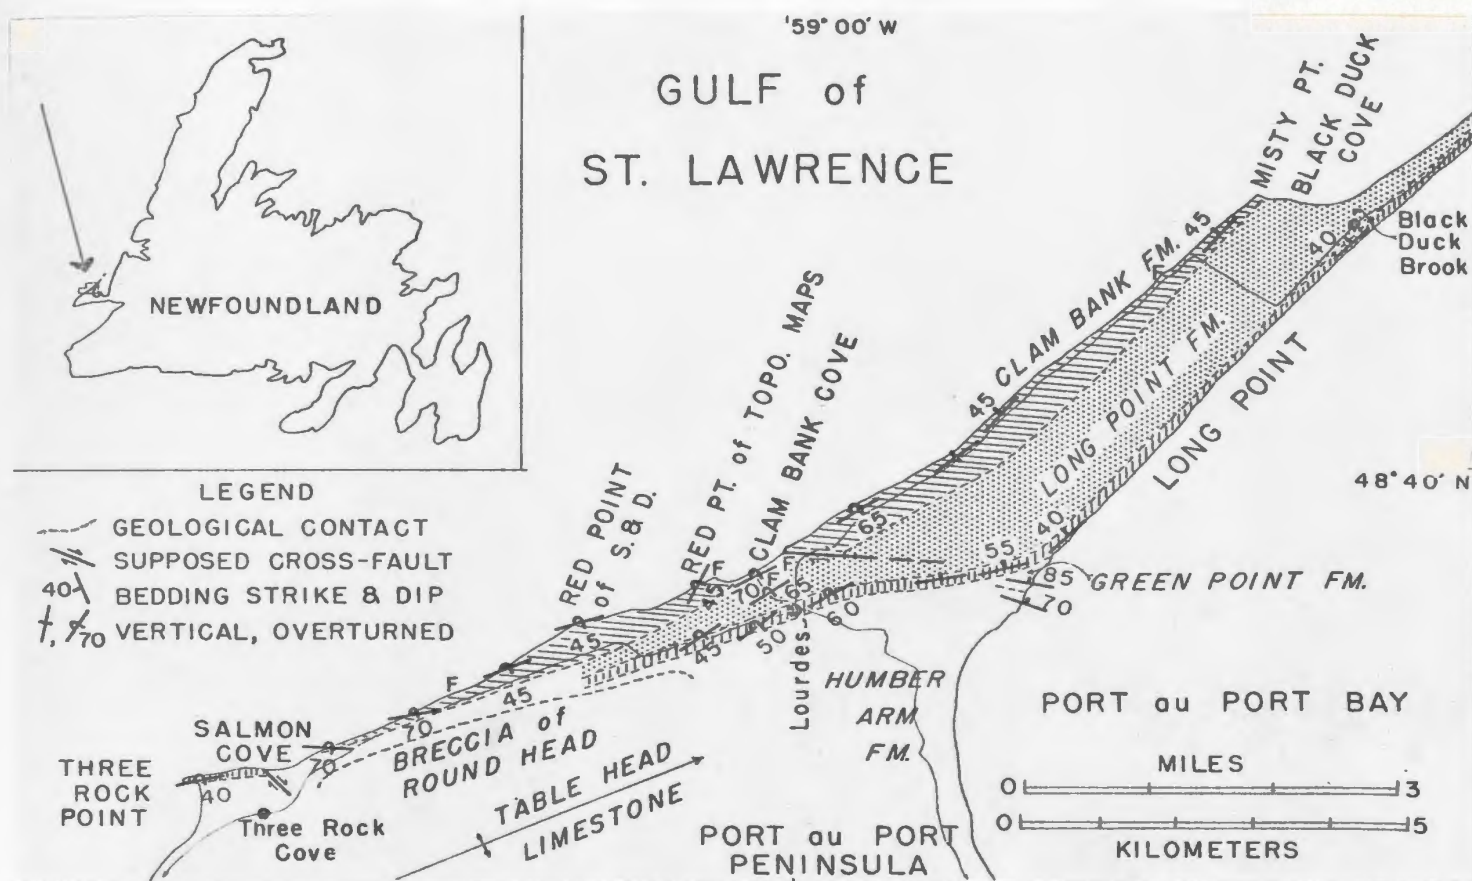 '59° 00' W
GULF of
ST. LAWRENCE
NEWFOUNDLAND
MISTY PT.
BLACK DUCK
COVE
Black
Duck
Brook
40
45
CLAM BANK FM.
45
LONG POINT FM.
LONG POINT
48° 40' N
RED POINT
of S. & D.
RED PT. of TOPO. MAPS
CLAM BANK COVE
65
F
F
F
45
70
65
55
40
85
70
GREEN POINT FM.
45
45
50
60
Lourdes
HUMBER
ARM
FM.
LEGEND
GEOLOGICAL CONTACT
SUPPOSED CROSS-FAULT
40 BEDDING STRIKE & DIP
, 70 VERTICAL, OVERTURNED
F
45
70
SALMON
COVE
70
BRECCIA of
ROUND HEAD
THREE
ROCK
POINT
40
Three Rock
Cove
TABLE HEAD
LIMESTONE
PORT au PORT
PENINSULA
PORT au PORT BAY
MILES
0 3
0 5
KILOMETERS